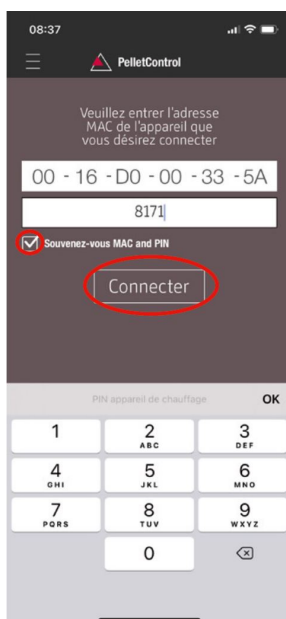 08:37
PelletControl
Veuillez entrer l'adresse
MAC de l'appareil que
vous désirez connecter
00 - 16 - D0 - 00 - 33 - 5A
8171
Souvenez-vous MAC and PIN
Connecter
PIN appareil de chauffage OK
1 2 3
ABC DEF
4 5 6
GHI JKL MNO
7 8 9
PQRS TUV WXYZ
0